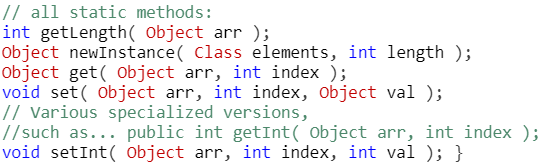 // all static methods:
int getLength( Object arr );
Object newInstance( Class elements, int length );
Object get( Object arr, int index );
void set( Object arr, int index, Object val );
// Various specialized versions,
//such as... public int getInt( Object arr, int index );
void setInt( Object arr, int index, int val ); }